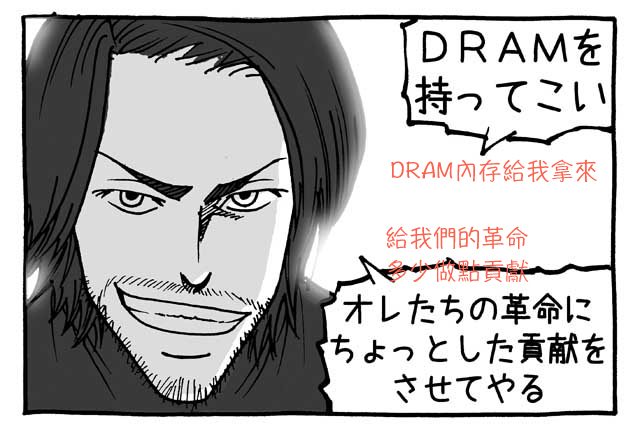 DRAMを
持ってこい
DRAM內存給我拿來
給我們的革命
多少做點貢獻
オレたちの革命に
ちょっとした貢献を
させてやる